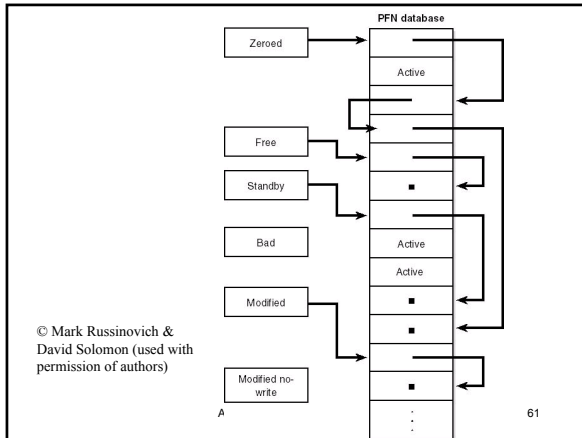 PFN database
Zeroed
Active
Free
Standby
Bad
Active
Active
Modified
© Mark Russinovich &
David Solomon (used with
permission of authors)
Modified no-
write
A
61